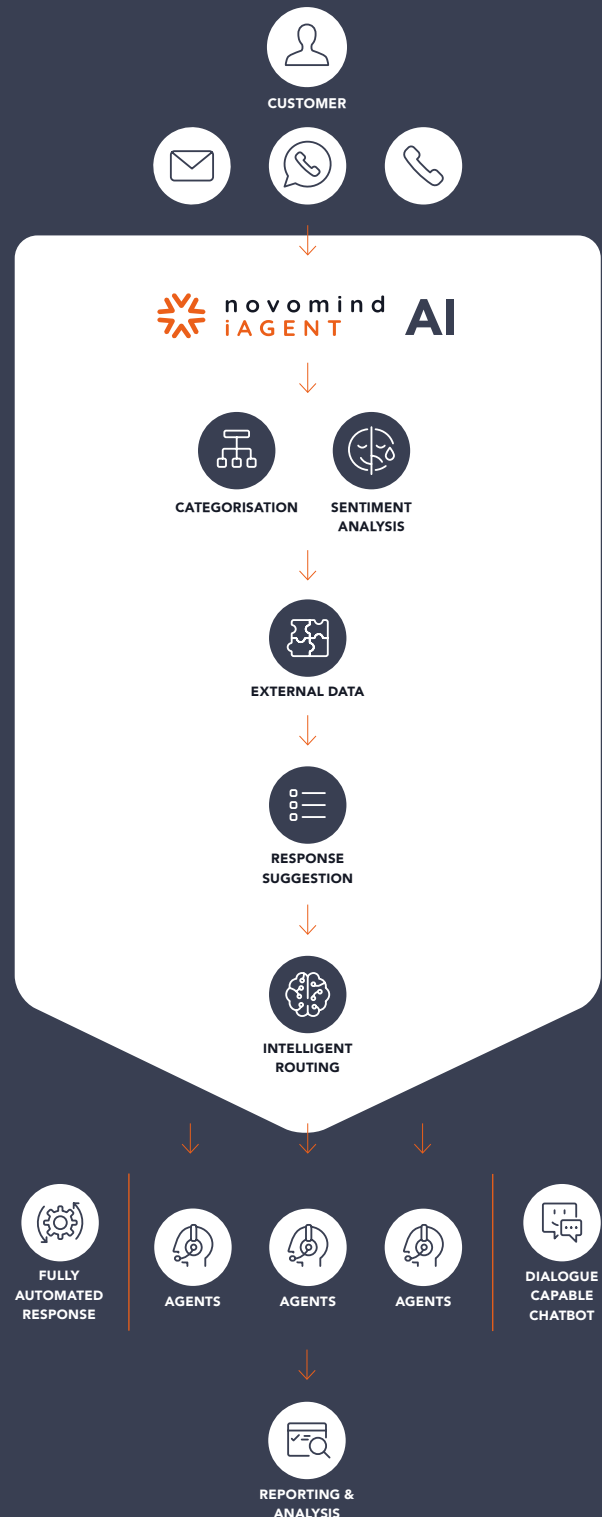 CUSTOMER
novomind
iAGENT
AI
CATEGORISATION
SENTIMENT
ANALYSIS
EXTERNAL DATA
RESPONSE
SUGGESTION
INTELLIGENT
ROUTING
FULLY
AUTOMATED
RESPONSE
AGENTS
AGENTS
AGENTS
DIALOGUE
CAPABLE
CHATBOT
REPORTING &
ANALYSIS